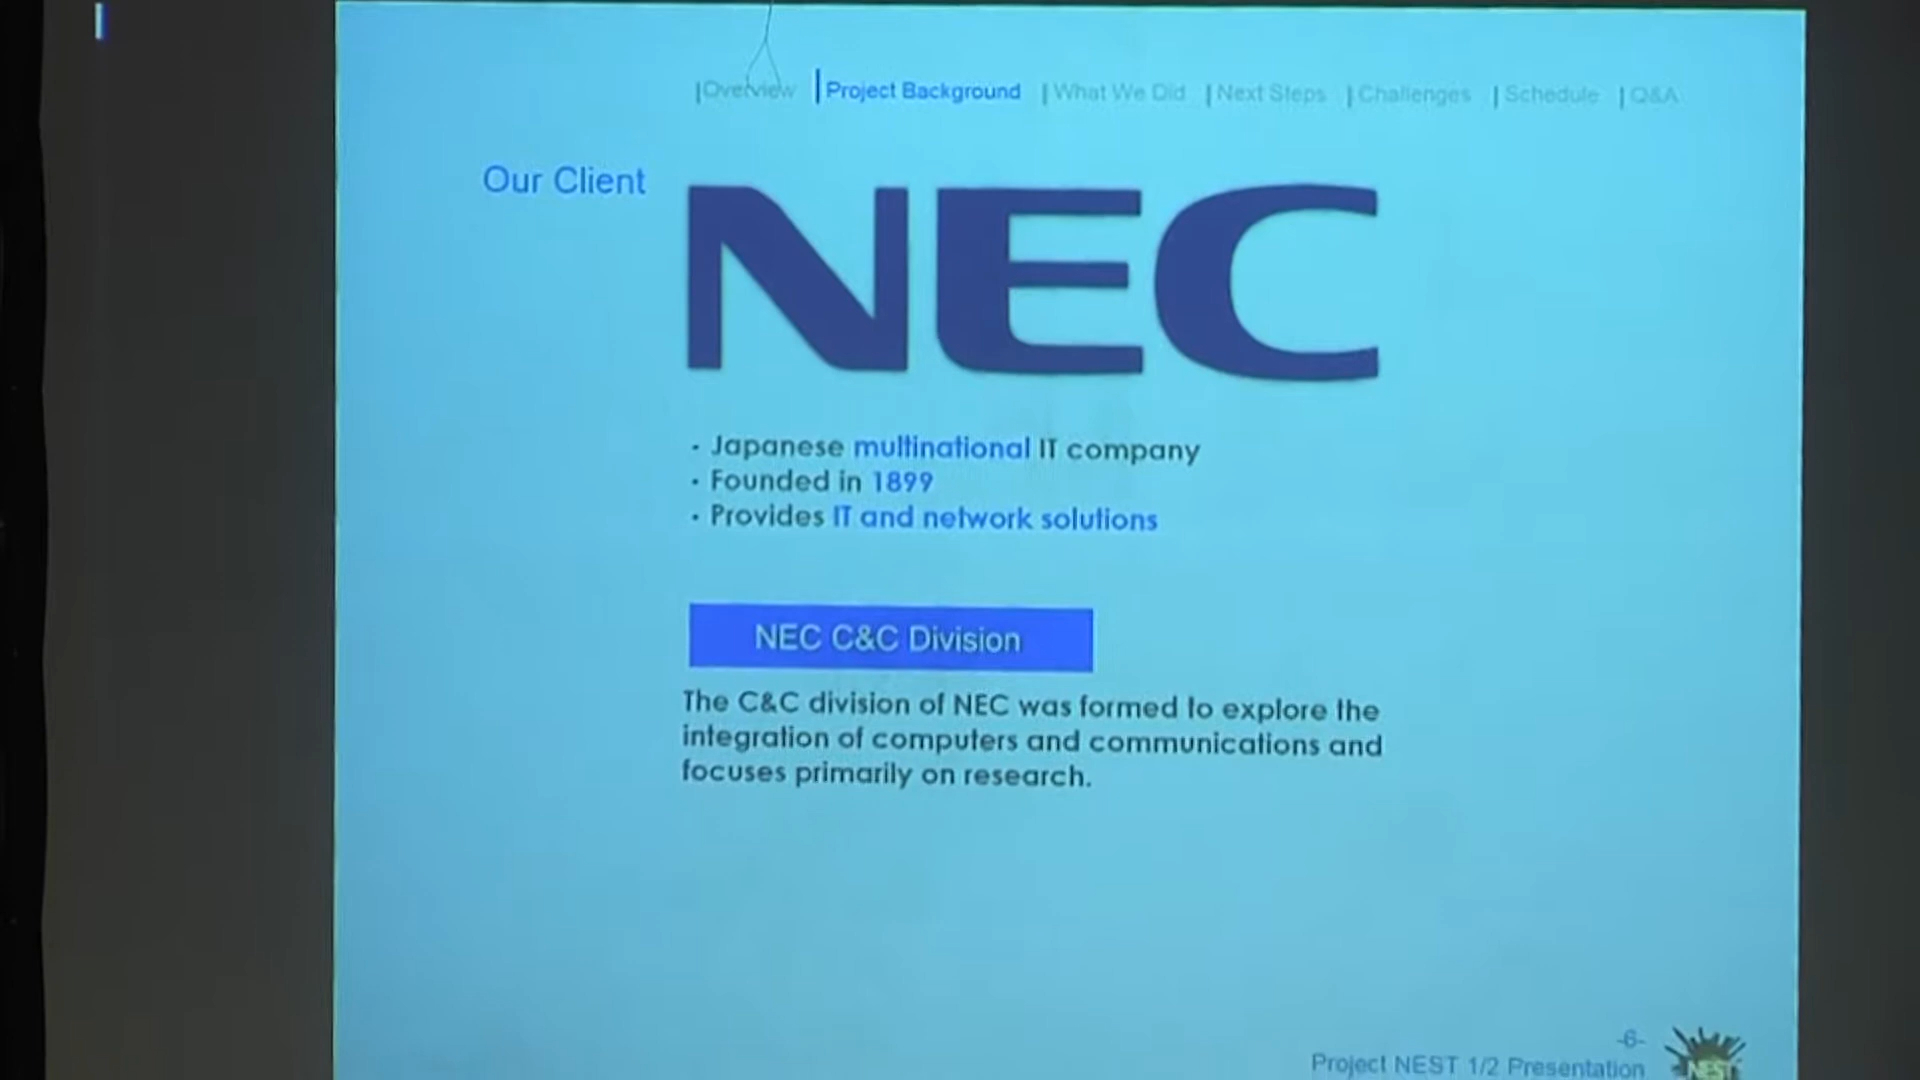 |Overview |Project Background |What We Did |Next Steps |Challenges |Schedule |Q&A
Our Client
NEC
· Japanese multinational IT company
· Founded in 1899
· Provides IT and network solutions
NEC C&C Division
The C&C division of NEC was formed to explore the
integration of computers and communications and
focuses primarily on research.
-6-
Project NEST 1/2 Presentation
NEST